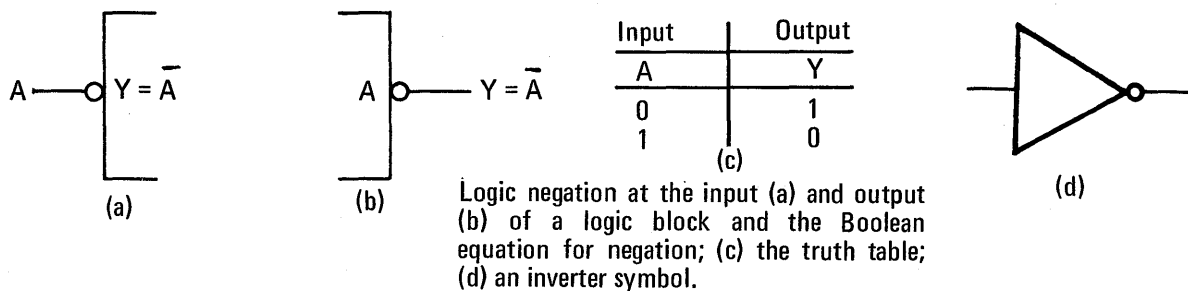 A Y = A̅
(a)
A Y = A̅
(b)
Input Output
A Y
0 1
1 0
(c)
Logic negation at the input (a) and output
(b) of a logic block and the Boolean
equation for negation; (c) the truth table;
(d) an inverter symbol.
(d)